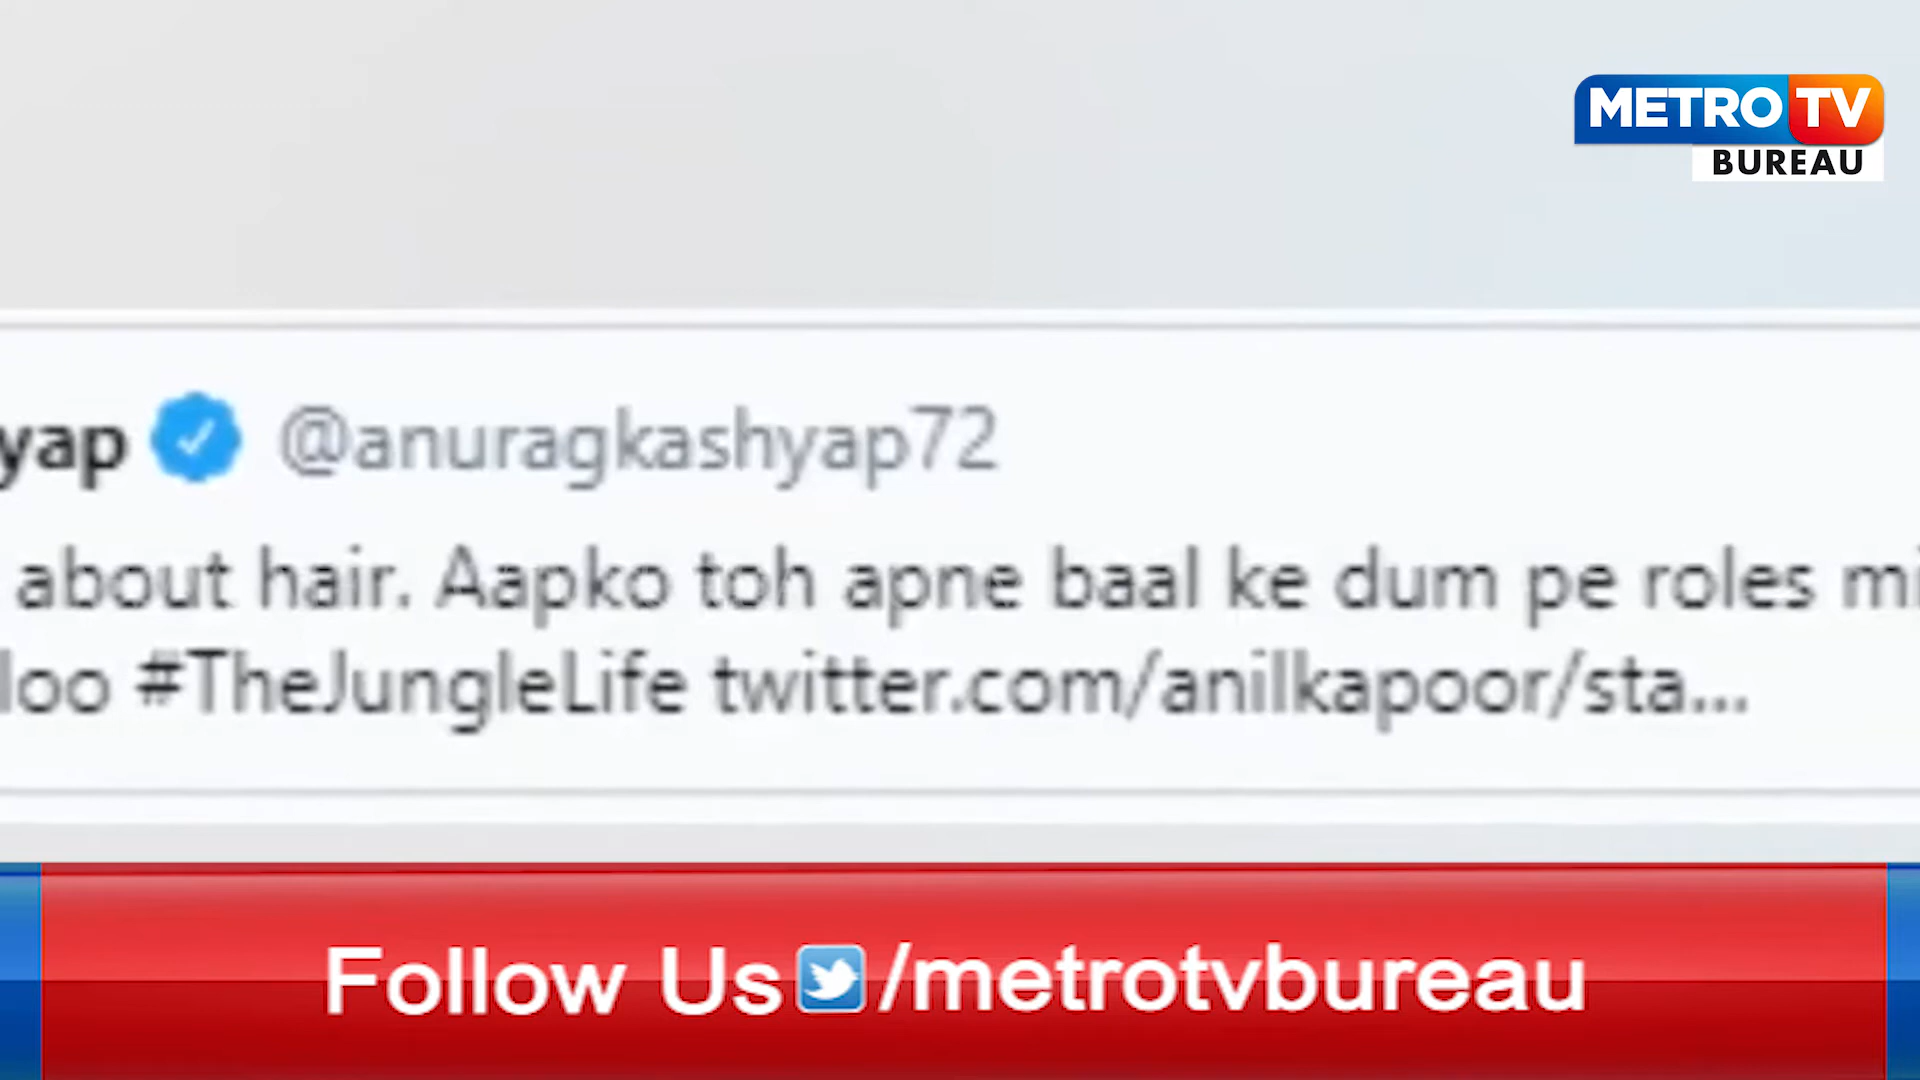 METRO TV
BUREAU
yap @anuragkashyap72
about hair. Aapko toh apne baal ke dum pe roles mi
loo #TheJungleLife twitter.com/anilkapoor/sta...
Follow Us /metrotvbureau